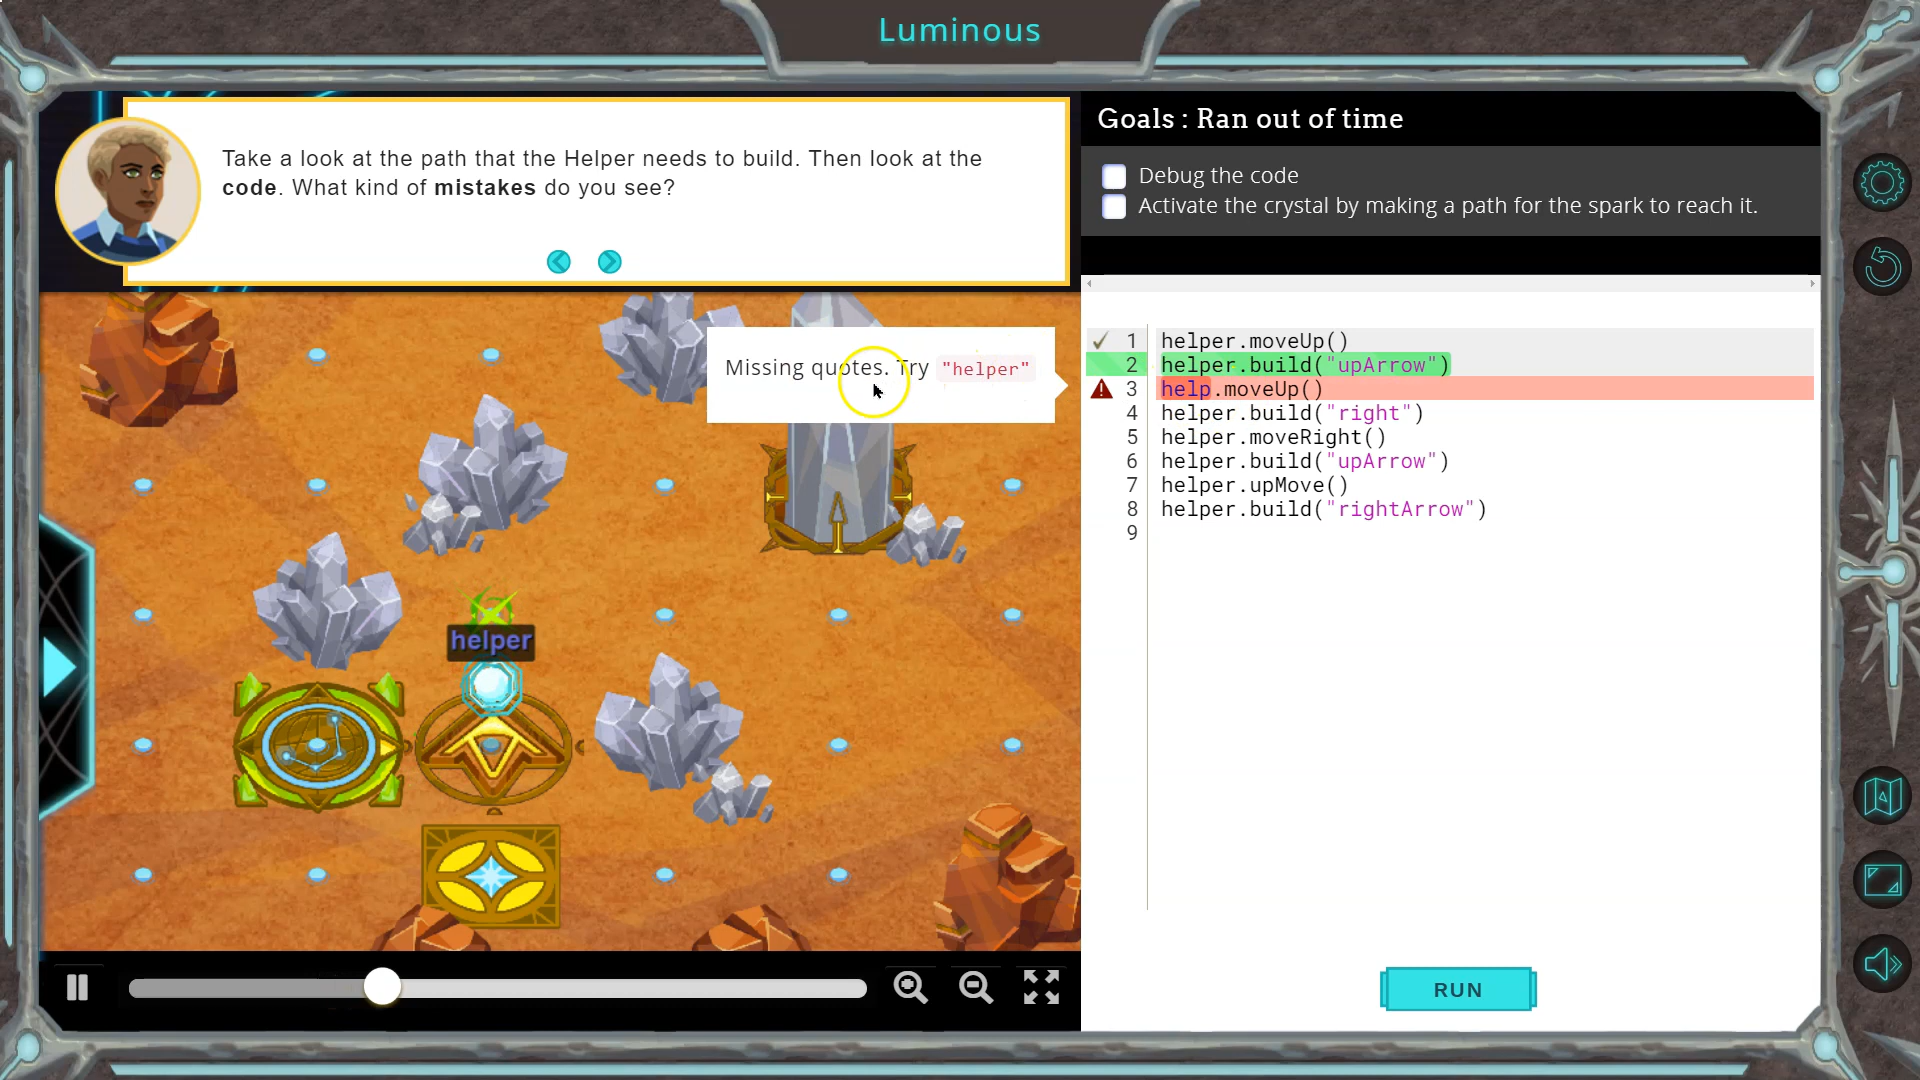 Luminous
Take a look at the path that the Helper needs to build. Then look at the
code. What kind of mistakes do you see?
Goals : Ran out of time
Debug the code
Activate the crystal by making a path for the spark to reach it.
Missing quotes. Try "helper"
1 helper.moveUp()
2 helper.build("upArrow")
3 help.moveUp()
4 helper.build("right")
5 helper.moveRight()
6 helper.build("upArrow")
7 helper.upMove()
8 helper.build("rightArrow")
9
helper
RUN